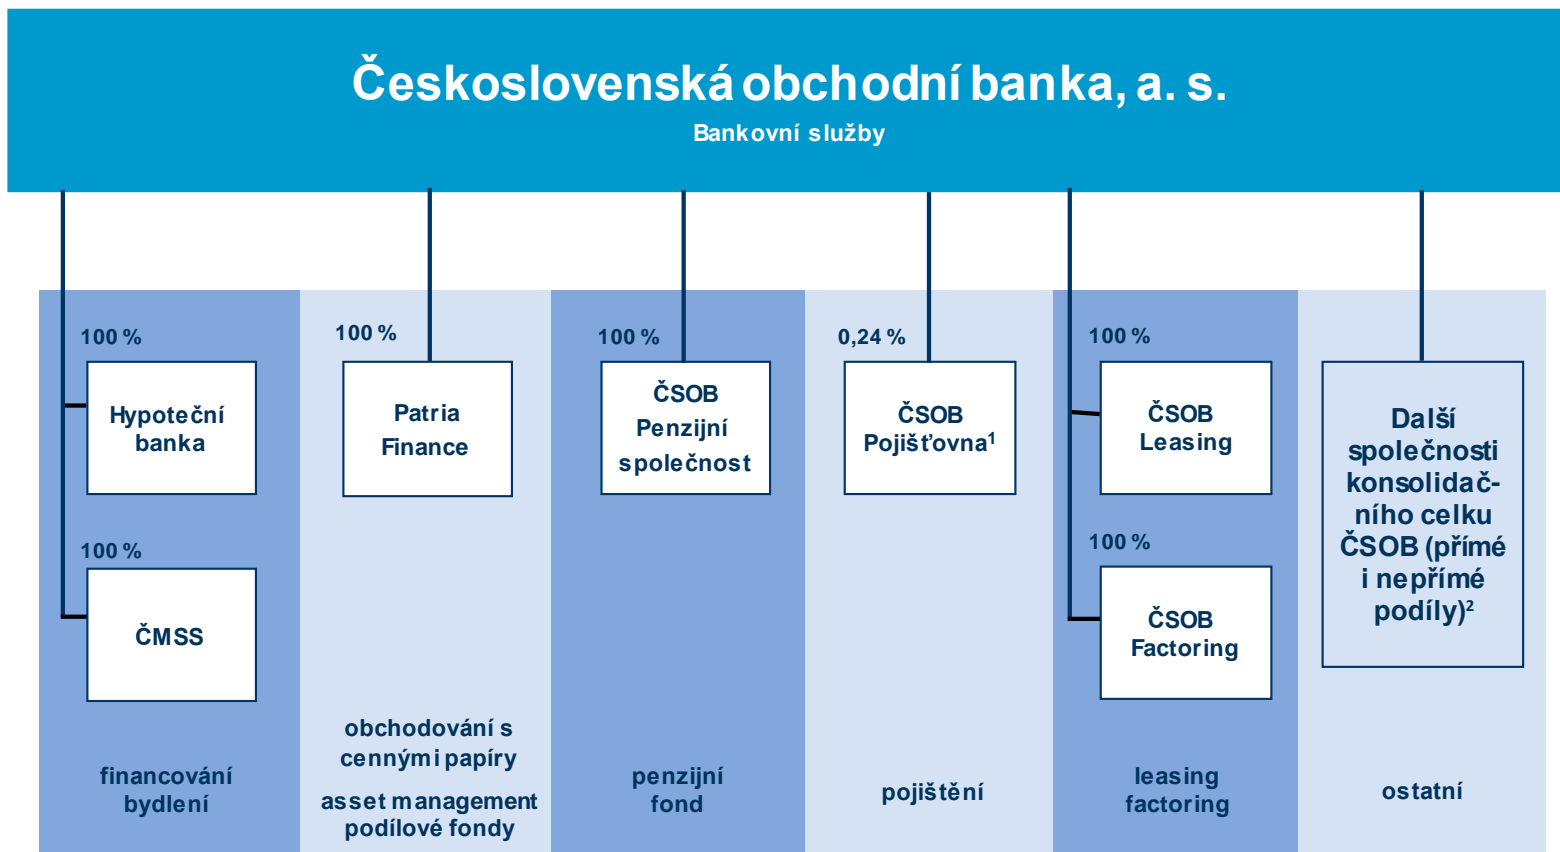 Československá obchodní banka, a. s.
Bankovní služby
100 %
Hypoteční
banka
100 %
ČMSS
financování
bydlení
100 %
Patria
Finance
obchodování s
cennými papíry
asset management
podílové fondy
100 %
ČSOB
Penzijní
společnost
penzijní
fond
0,24 %
ČSOB
Pojišťovna¹
pojištění
100 %
ČSOB
Leasing
100 %
ČSOB
Factoring
leasing
factoring
Další
společnosti
konsolidač-
ního celku
ČSOB (přímé
i nepřímé
podíly)²
ostatní